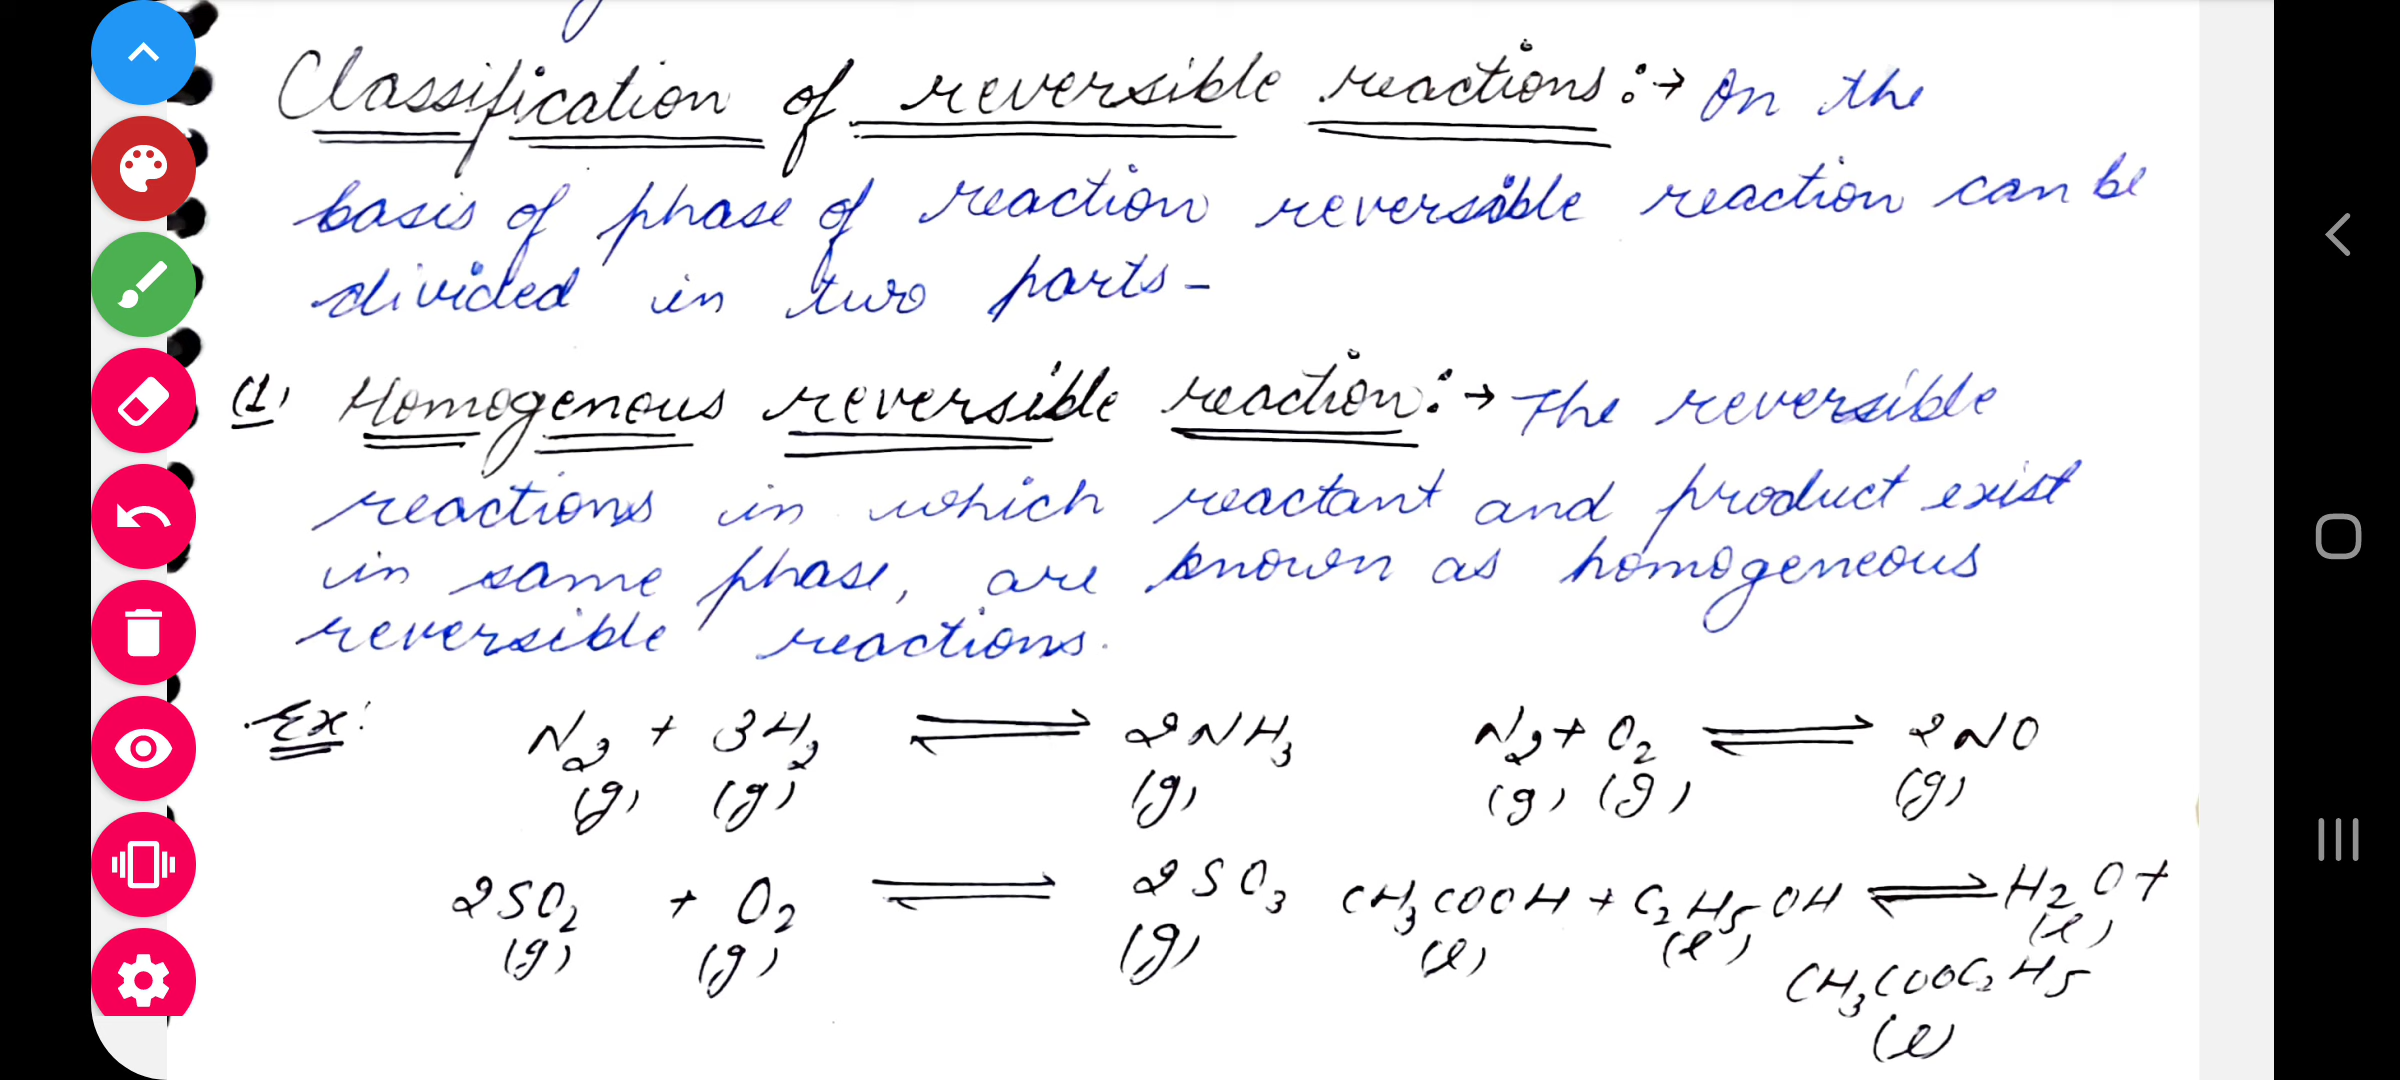 Classification of reversible reactions :→ On the
basis of phase of reaction reversible reaction can be
divided in two parts -
(1) Homogenous reversible reaction :→ The reversible
reactions in which reactant and product exist
in same phase, are known as homogeneous
reversible reactions.
Ex: N₂ + 3H₂ ⇌ 2NH₃ N₂ + O₂ ⇌ 2NO
(g) (g) (g) (g) (g) (g)
2SO₂ + O₂ ⇌ 2SO₃ CH₃COOH + C₂H₅OH ⇌ H₂O +
(g) (g) (g) (l) (l) (l)
CH₃COOC₂H₅
(l)